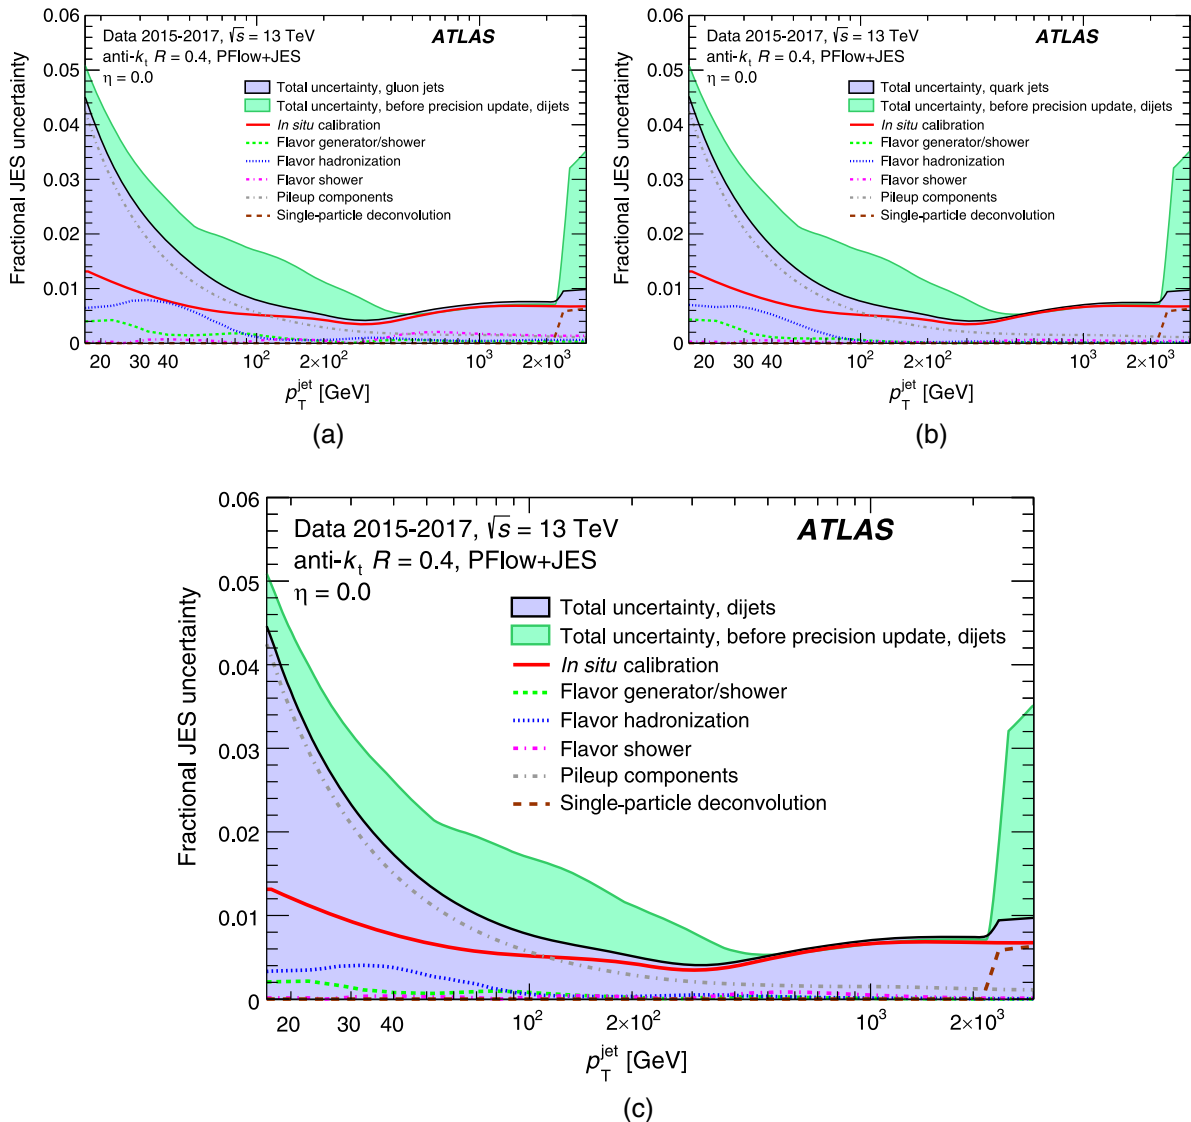 0.06
0.05
0.04
0.03
0.02
0.01
0
Fractional JES uncertainty
Data 2015-2017, √s = 13 TeV
ATLAS
anti-kt R = 0.4, PFlow+JES
η = 0.0
Total uncertainty, gluon jets
Total uncertainty, before precision update, dijets
In situ calibration
Flavor generator/shower
Flavor hadronization
Flavor shower
Pileup components
Single-particle deconvolution
20 30 40 10² 2×10² 10³ 2×10³
pTjet [GeV]
(a)
0.06
0.05
0.04
0.03
0.02
0.01
0
Fractional JES uncertainty
Data 2015-2017, √s = 13 TeV
ATLAS
anti-kt R = 0.4, PFlow+JES
η = 0.0
Total uncertainty, quark jets
Total uncertainty, before precision update, dijets
In situ calibration
Flavor generator/shower
Flavor hadronization
Flavor shower
Pileup components
Single-particle deconvolution
20 30 40 10² 2×10² 10³ 2×10³
pTjet [GeV]
(b)
0.06
0.05
0.04
0.03
0.02
0.01
0
Fractional JES uncertainty
Data 2015-2017, √s = 13 TeV
ATLAS
anti-kt R = 0.4, PFlow+JES
η = 0.0
Total uncertainty, dijets
Total uncertainty, before precision update, dijets
In situ calibration
Flavor generator/shower
Flavor hadronization
Flavor shower
Pileup components
Single-particle deconvolution
20 30 40 10² 2×10² 10³ 2×10³
pTjet [GeV]
(c)